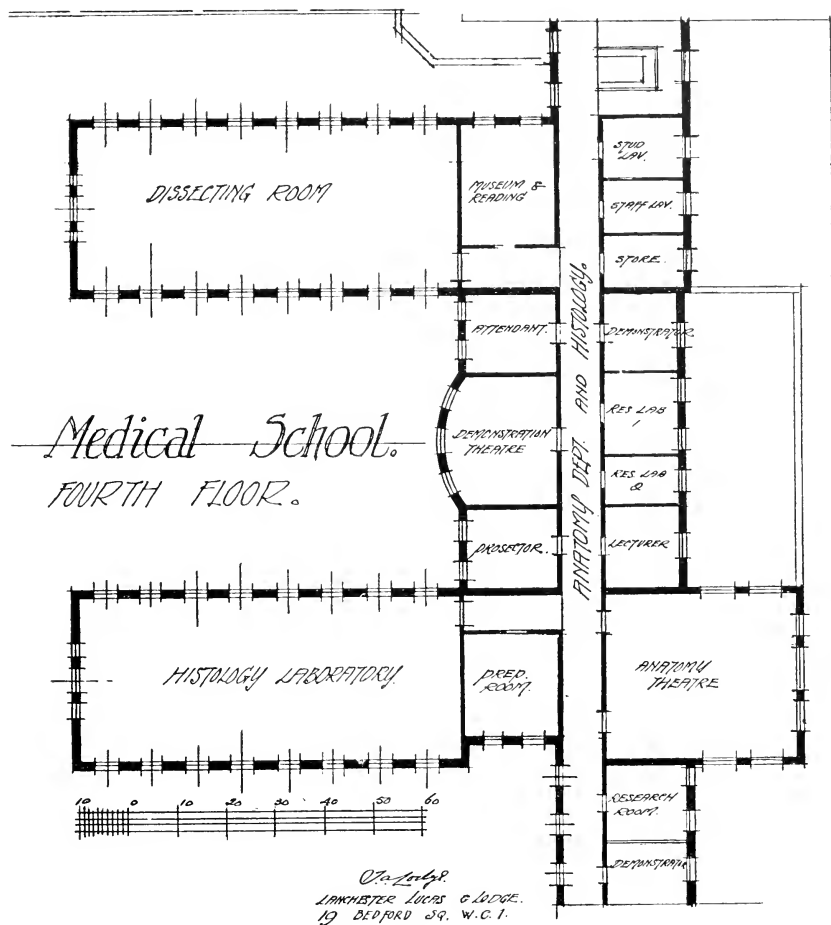 STUD
LAV.
DISSECTING ROOM
MUSEUM &
READING
STAFF LAV.
STORE.
ATTENDANT.
DEMONSTRATOR
ANATOMY DEPT. AND HISTOLOGY.
RES LAB
1
Medical School.
DEMONSTRATION
THEATRE
RES LAB
2
FOURTH FLOOR.
PROSECTOR.
LECTURER
HISTOLOGY LABORATORY.
PREP.
ROOM.
ANATOMY
THEATRE
10 0 10 20 30 40 50 60
RESEARCH
ROOM.
DEMONSTRATO
T.A. Lodge.
LANCHESTER LUCAS & LODGE.
19 BEDFORD SQ. W.C.1.